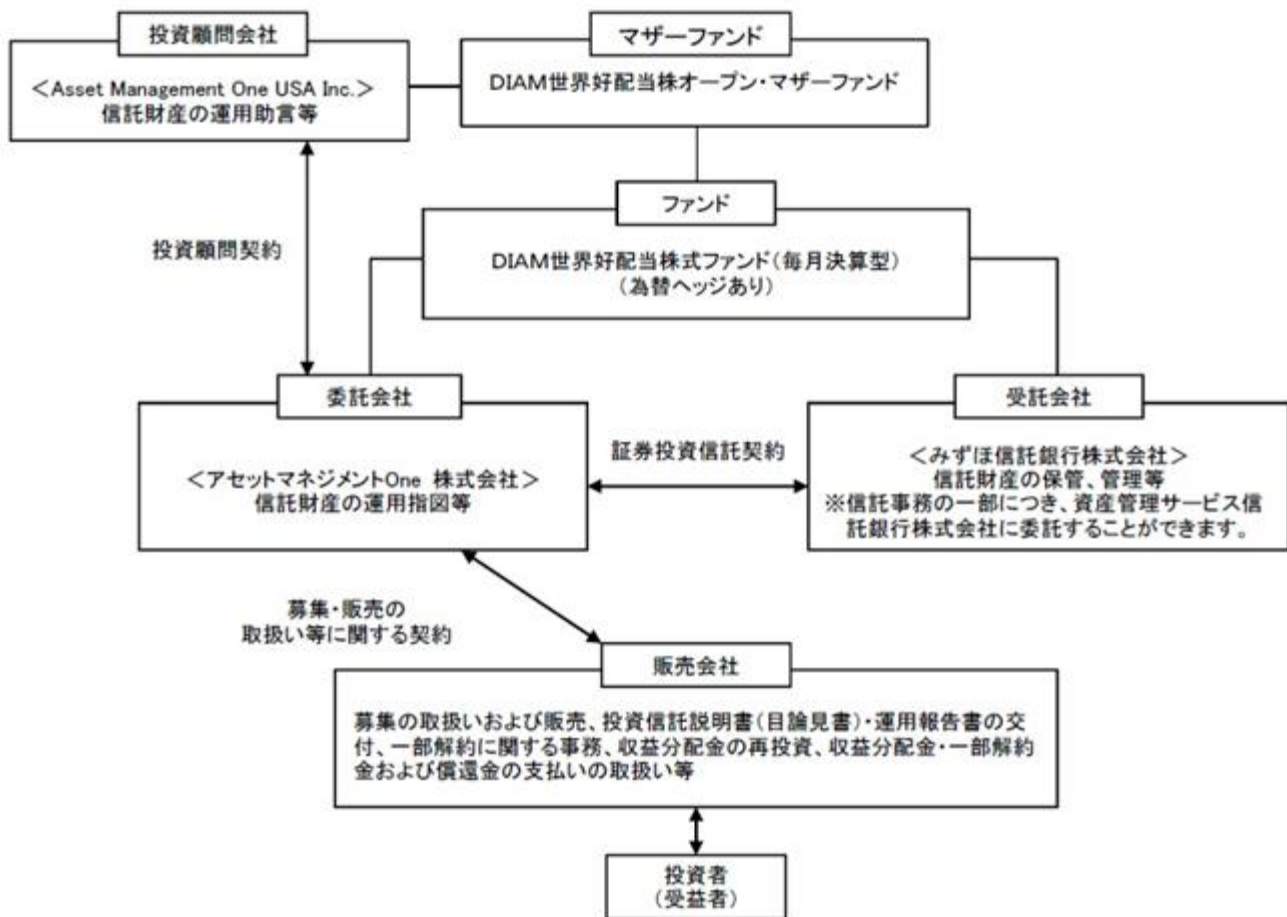 投資顧問会社
<Asset Management One USA Inc.>
信託財産の運用助言等
マザーファンド
DIAM世界好配当株オープン・マザーファンド
ファンド
DIAM世界好配当株式ファンド(毎月決算型)
(為替ヘッジあり)
投資顧問契約
委託会社
<アセットマネジメントOne 株式会社>
信託財産の運用指図等
証券投資信託契約
受託会社
<みずほ信託銀行株式会社>
信託財産の保管、管理等
※信託事務の一部につき、資産管理サービス信
託銀行株式会社に委託することができます。
募集・販売の
取扱い等に関する契約
販売会社
募集の取扱いおよび販売、投資信託説明書(目論見書)・運用報告書の交
付、一部解約に関する事務、収益分配金の再投資、収益分配金・一部解約
金および償還金の支払いの取扱い等
投資者
(受益者)